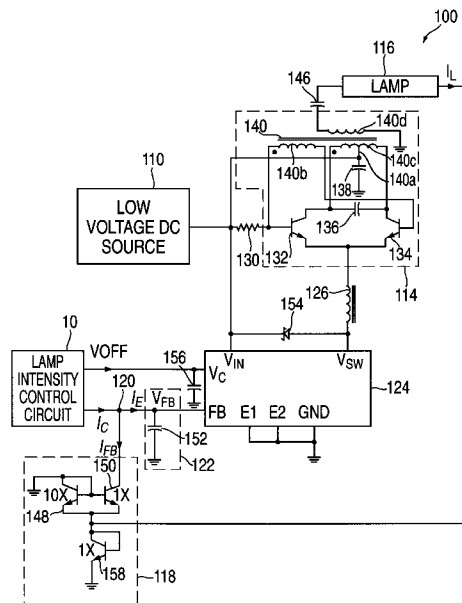 100
116
146
LAMP
I_L
140
140d
140c
140b
140a
138
110
LOW
VOLTAGE DC
SOURCE
136
130
132
134
114
126
154
10
VOFF
156
V_IN
V_SW
V_C
124
LAMP
INTENSITY
CONTROL
CIRCUIT
120
V_FB
I_C
I_E
FB
E1
E2
GND
152
122
I_FB
150
10X
1X
148
1X
158
118